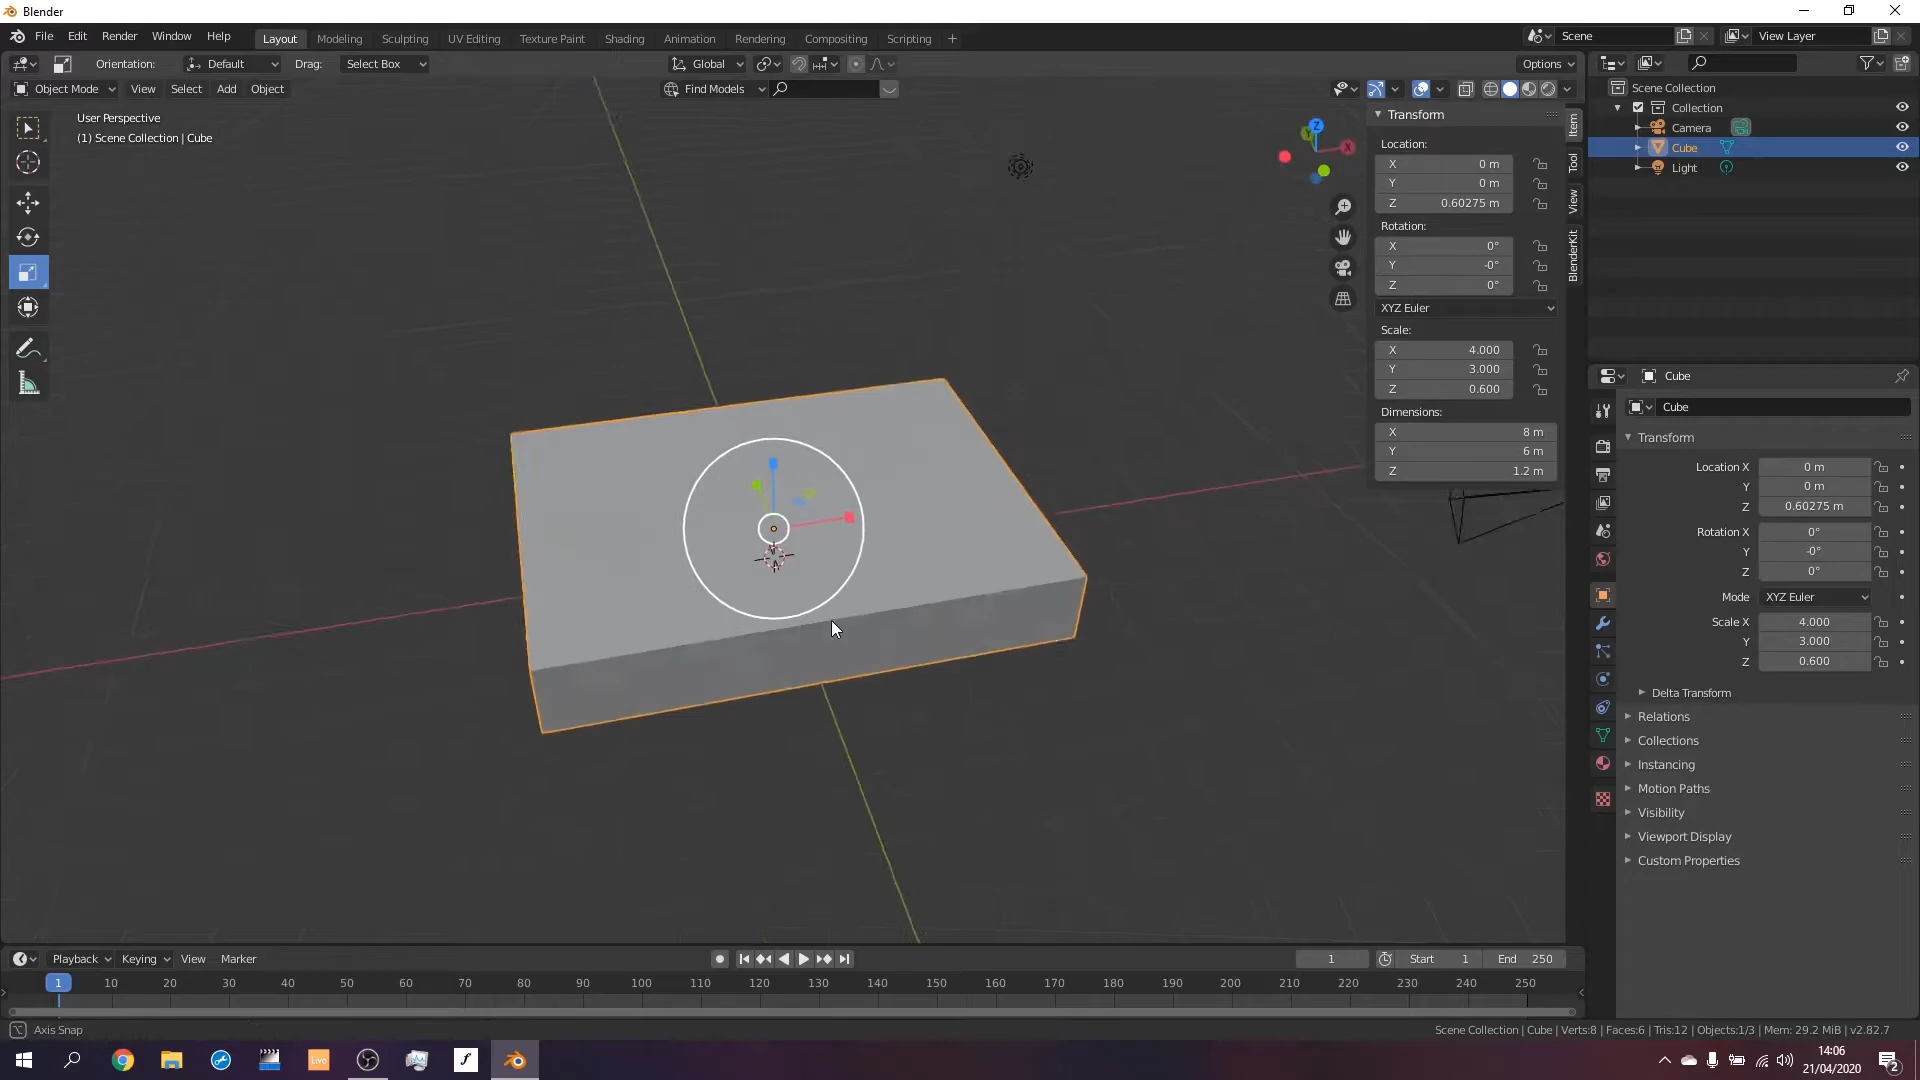 Blender
File Edit Render Window Help
Layout Modeling Sculpting UV Editing Texture Paint Shading Animation Rendering Compositing Scripting +
Scene
View Layer
Orientation: Default Drag: Select Box
Global
Options
Object Mode View Select Add Object
Find Models
User Perspective
(1) Scene Collection | Cube
Z
Y
X
Transform
Location:
X 0 m
Y 0 m
Z 0.60275 m
Rotation:
X 0°
Y -0°
Z 0°
XYZ Euler
Scale:
X 4.000
Y 3.000
Z 0.600
Dimensions:
X 8 m
Y 6 m
Z 1.2 m
Item
Tool
View
BlenderKit
Scene Collection
Collection
Camera
Cube
Light
Cube
Cube
Transform
Location X 0 m
Y 0 m
Z 0.60275 m
Rotation X 0°
Y -0°
Z 0°
Mode XYZ Euler
Scale X 4.000
Y 3.000
Z 0.600
Delta Transform
Relations
Collections
Instancing
Motion Paths
Visibility
Viewport Display
Custom Properties
Playback Keying View Marker
1 Start 1 End 250
1 10 20 30 40 50 60 70 80 90 100 110 120 130 140 150 160 170 180 190 200 210 220 230 240 250
Axis Snap
Scene Collection | Cube | Verts:8 | Faces:6 | Tris:12 | Objects:1/3 | Mem: 29.2 MiB | v2.82.7
Live
f
14:06
21/04/2020
2